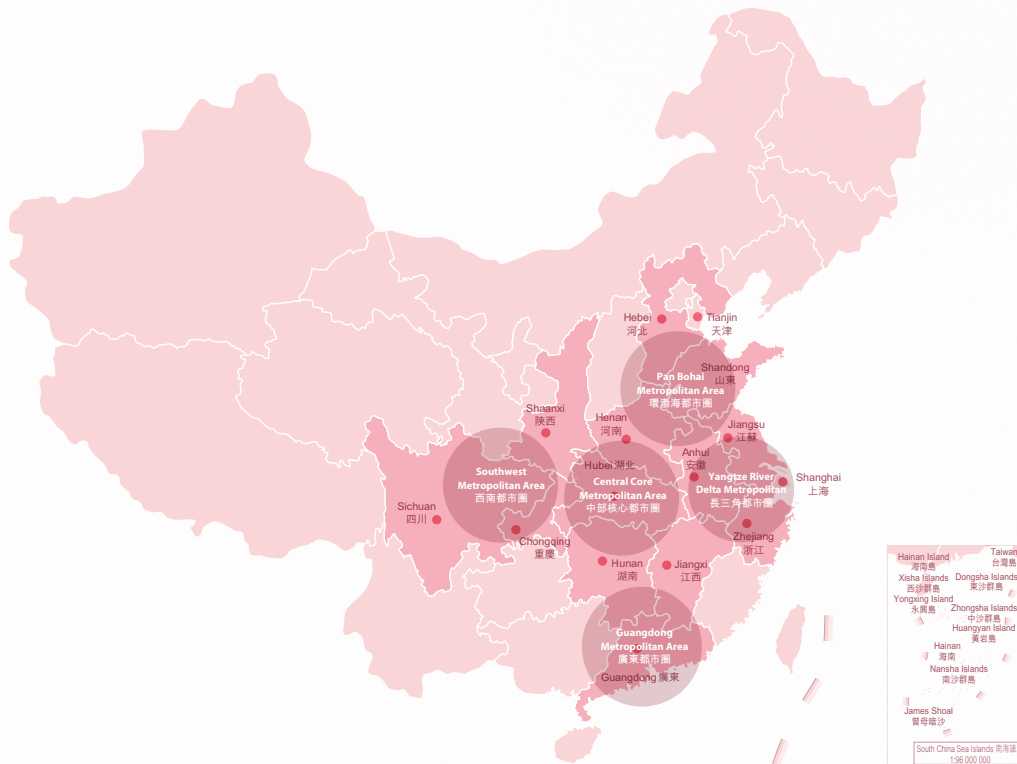 Hebei
河北
Tianjin
天津
Shandong
山東
Pan Bohai
Metropolitan Area
環渤海都市圈
Shaanxi
陝西
Henan
河南
Jiangsu
江蘇
Anhui
安徽
Hubei 湖北
Southwest
Metropolitan Area
西南都市圈
Central Core
Metropolitan Area
中部核心都市圈
Yangtze River
Delta Metropolitan
長三角都市圈
Shanghai
上海
Sichuan
四川
Chongqing
重慶
Zhejiang
浙江
Hunan
湖南
Jiangxi
江西
Guangdong
Metropolitan Area
廣東都市圈
Guangdong 廣東
Hainan Island
海南島
Taiwan
台灣島
Xisha Islands
西沙群島
Dongsha Islands
東沙群島
Yongxing Island
永興島
Zhongsha Islands
中沙群島
Huangyan Island
黃岩島
Hainan
海南
Nansha Islands
南沙群島
James Shoal
曾母暗沙
South China Sea Islands 南海諸
1:96 000 000